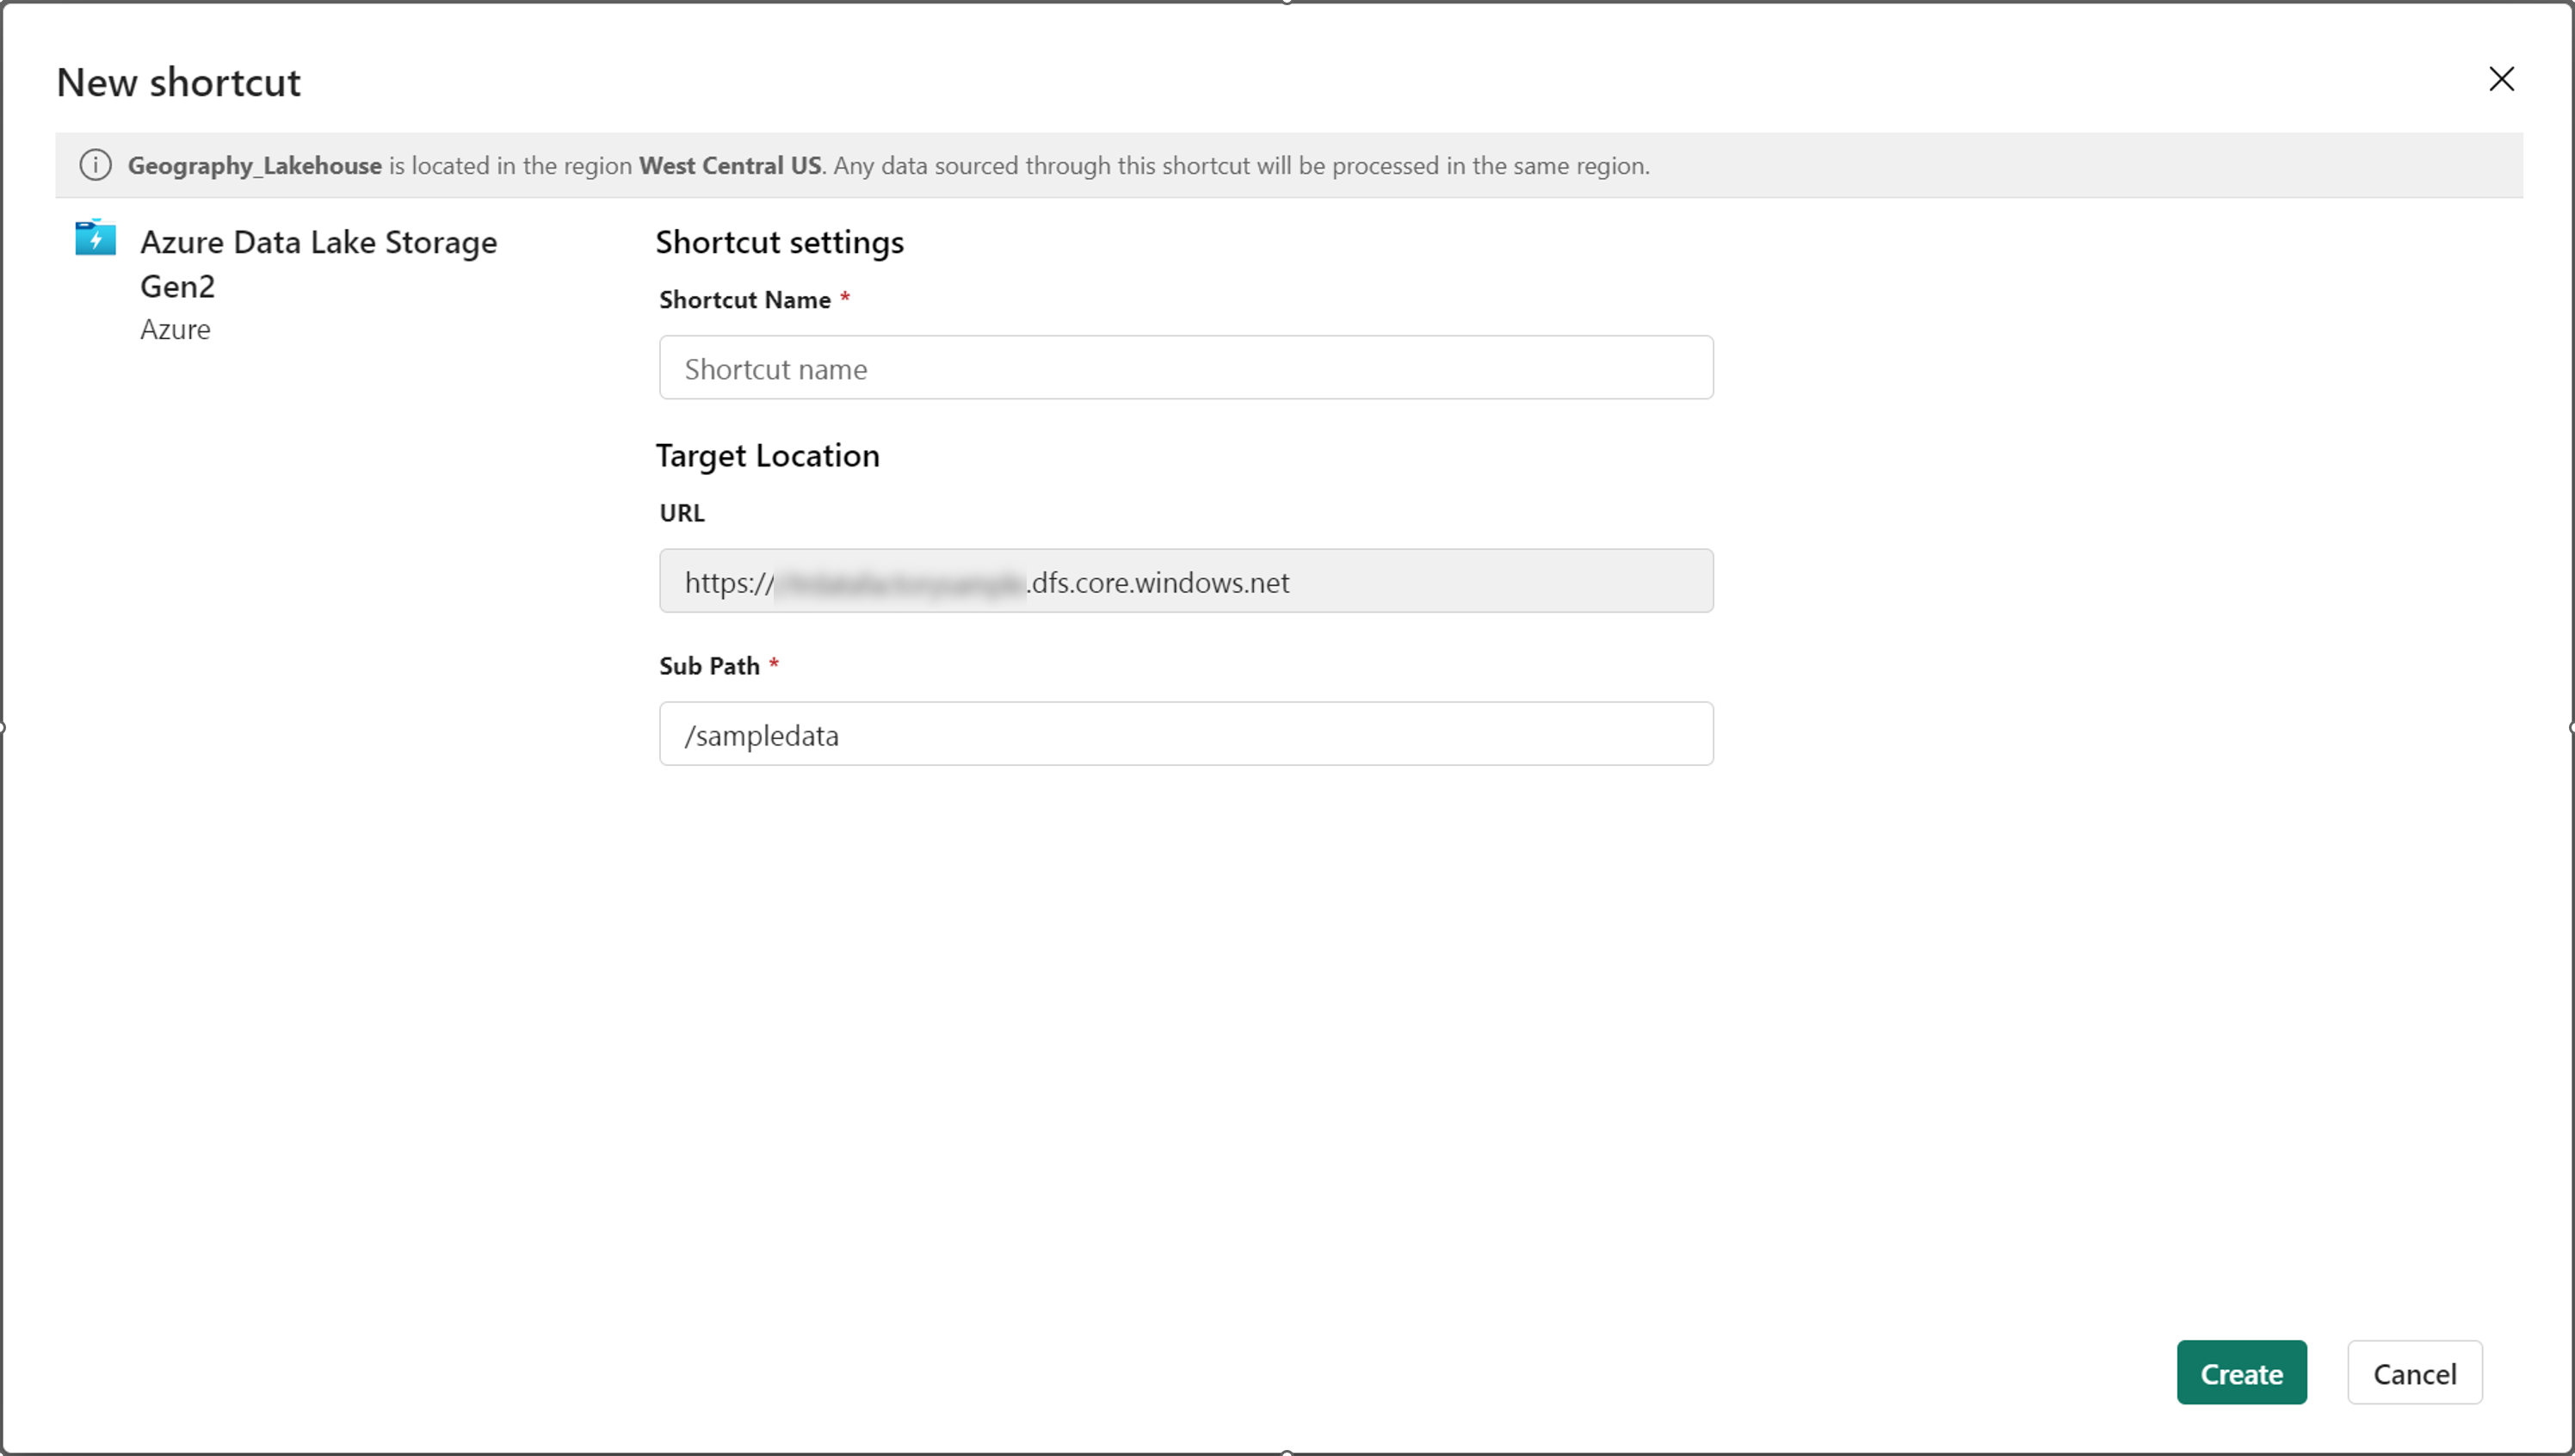 New shortcut
Geography_Lakehouse is located in the region West Central US. Any data sourced through this shortcut will be processed in the same region.
Azure Data Lake Storage
Gen2
Azure
Shortcut settings
Shortcut Name *
Shortcut name
Target Location
URL
https:// .dfs.core.windows.net
Sub Path *
/sampledata
Create
Cancel